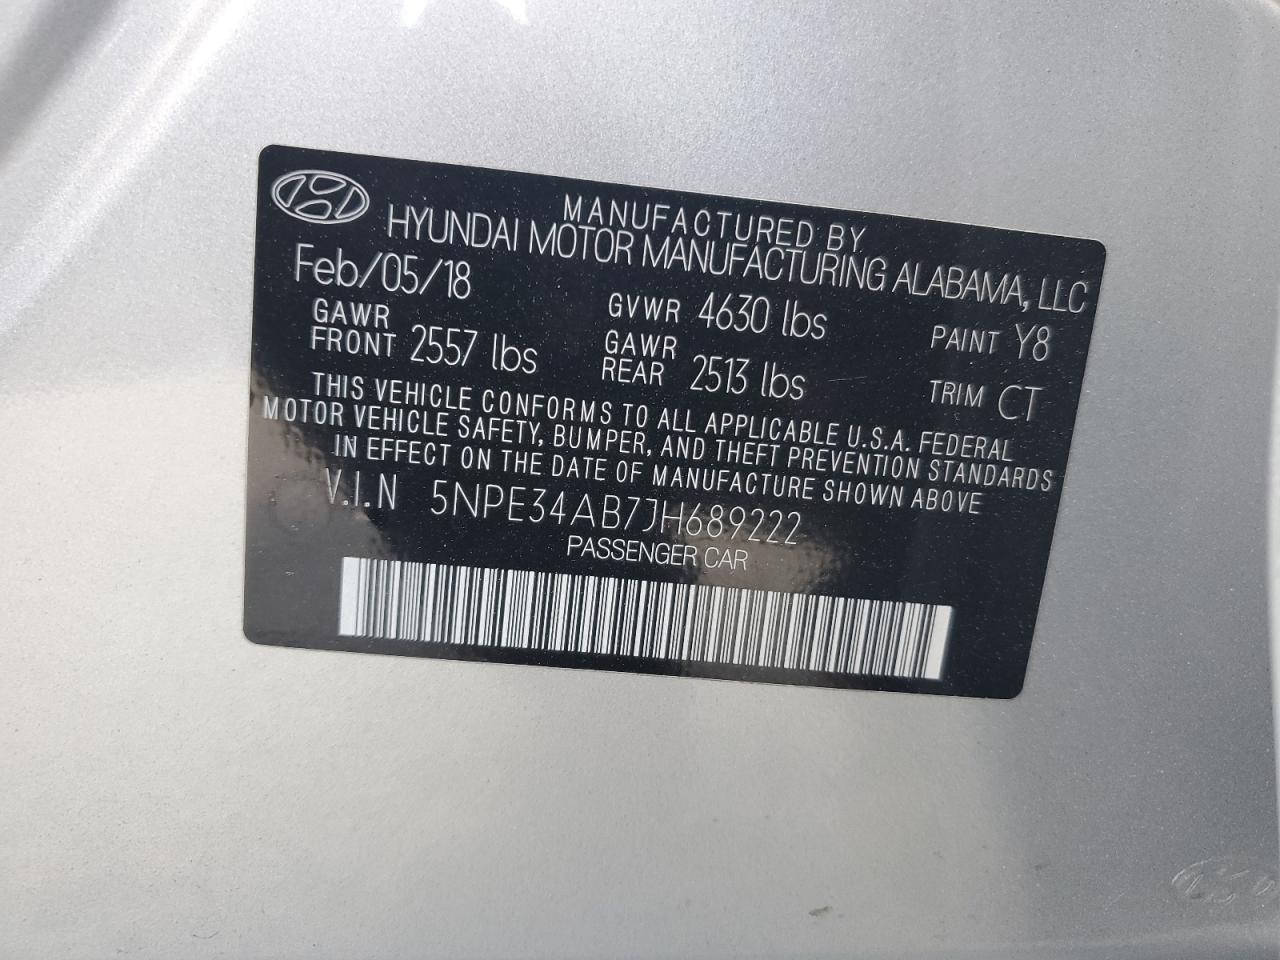 MANUFACTURED BY
HYUNDAI MOTOR MANUFACTURING ALABAMA, LLC
Feb/05/18 GVWR 4630 lbs PAINT Y8
GAWR FRONT 2557 lbs GAWR REAR 2513 lbs TRIM CT
THIS VEHICLE CONFORMS TO ALL APPLICABLE U.S.A. FEDERAL
MOTOR VEHICLE SAFETY, BUMPER, AND THEFT PREVENTION STANDARDS
IN EFFECT ON THE DATE OF MANUFACTURE SHOWN ABOVE
V.I.N 5NPE34AB7JH689222
PASSENGER CAR